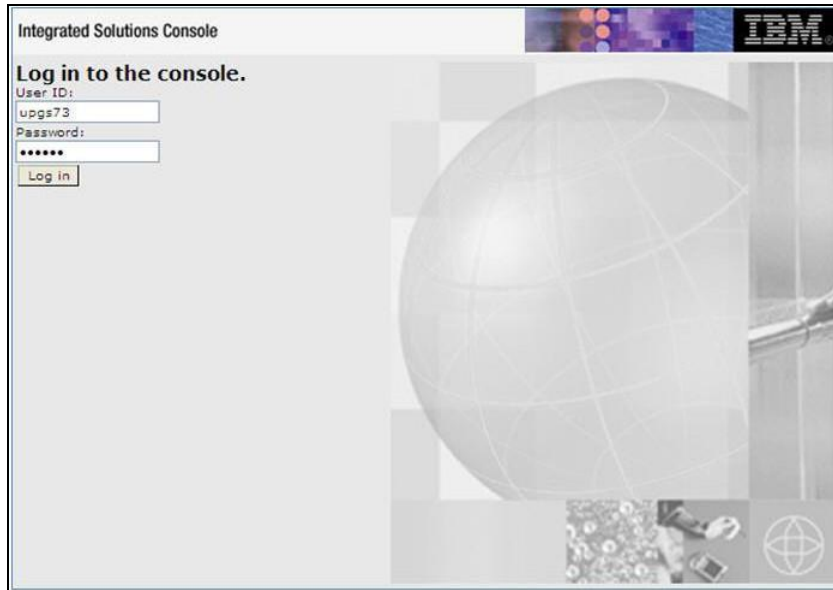 Integrated Solutions Console
IBM®
Log in to the console.
User ID:
upgs73
Password:
••••••
Log in